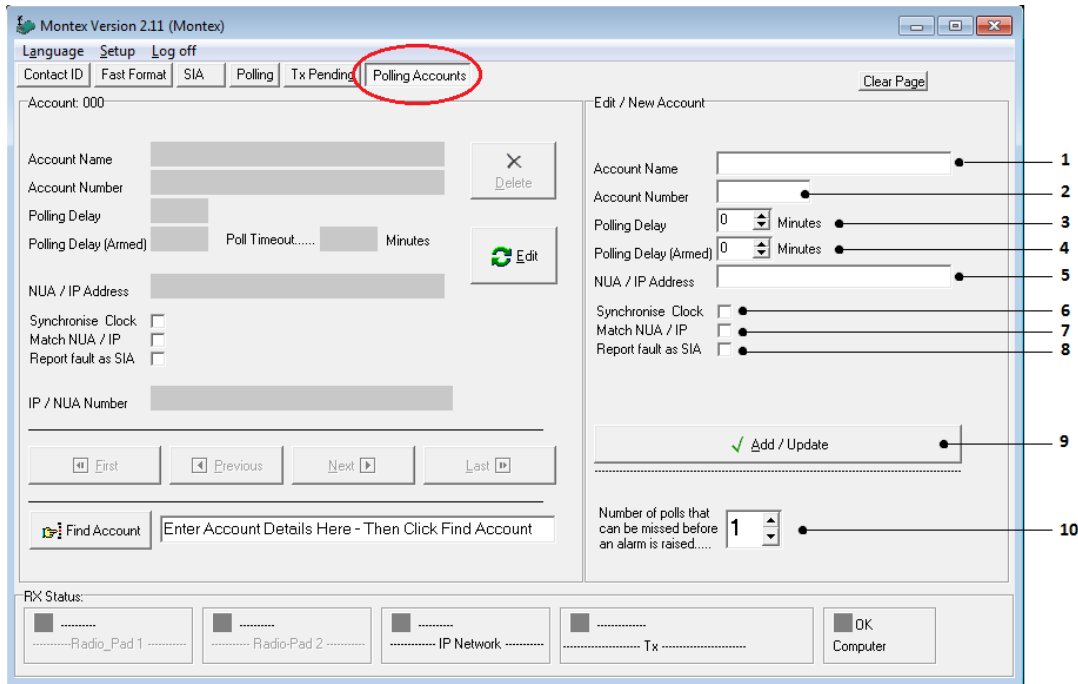 Montex Version 2.11 (Montex)
Language Setup Log off
Contact ID Fast Format SIA Polling Tx Pending Polling Accounts
Clear Page
Account: 000
Account Name
Account Number
Polling Delay
Polling Delay (Armed) Poll Timeout...... Minutes
NUA / IP Address
Synchronise Clock
Match NUA / IP
Report fault as SIA
IP / NUA Number
Delete
Edit
First Previous Next Last
Find Account Enter Account Details Here - Then Click Find Account
Edit / New Account
Account Name 1
Account Number 2
Polling Delay 0 Minutes 3
Polling Delay (Armed) 0 Minutes 4
NUA / IP Address 5
Synchronise Clock 6
Match NUA / IP 7
Report fault as SIA 8
Add / Update 9
Number of polls that
can be missed before 1 10
an alarm is raised.....
RX Status:
----------
-----------Radio_Pad 1 -----------
----------
----------- Radio-Pad 2 -----------
----------
------------ IP Network ----------
--------------
---------------------- Tx ------------------------
OK
Computer